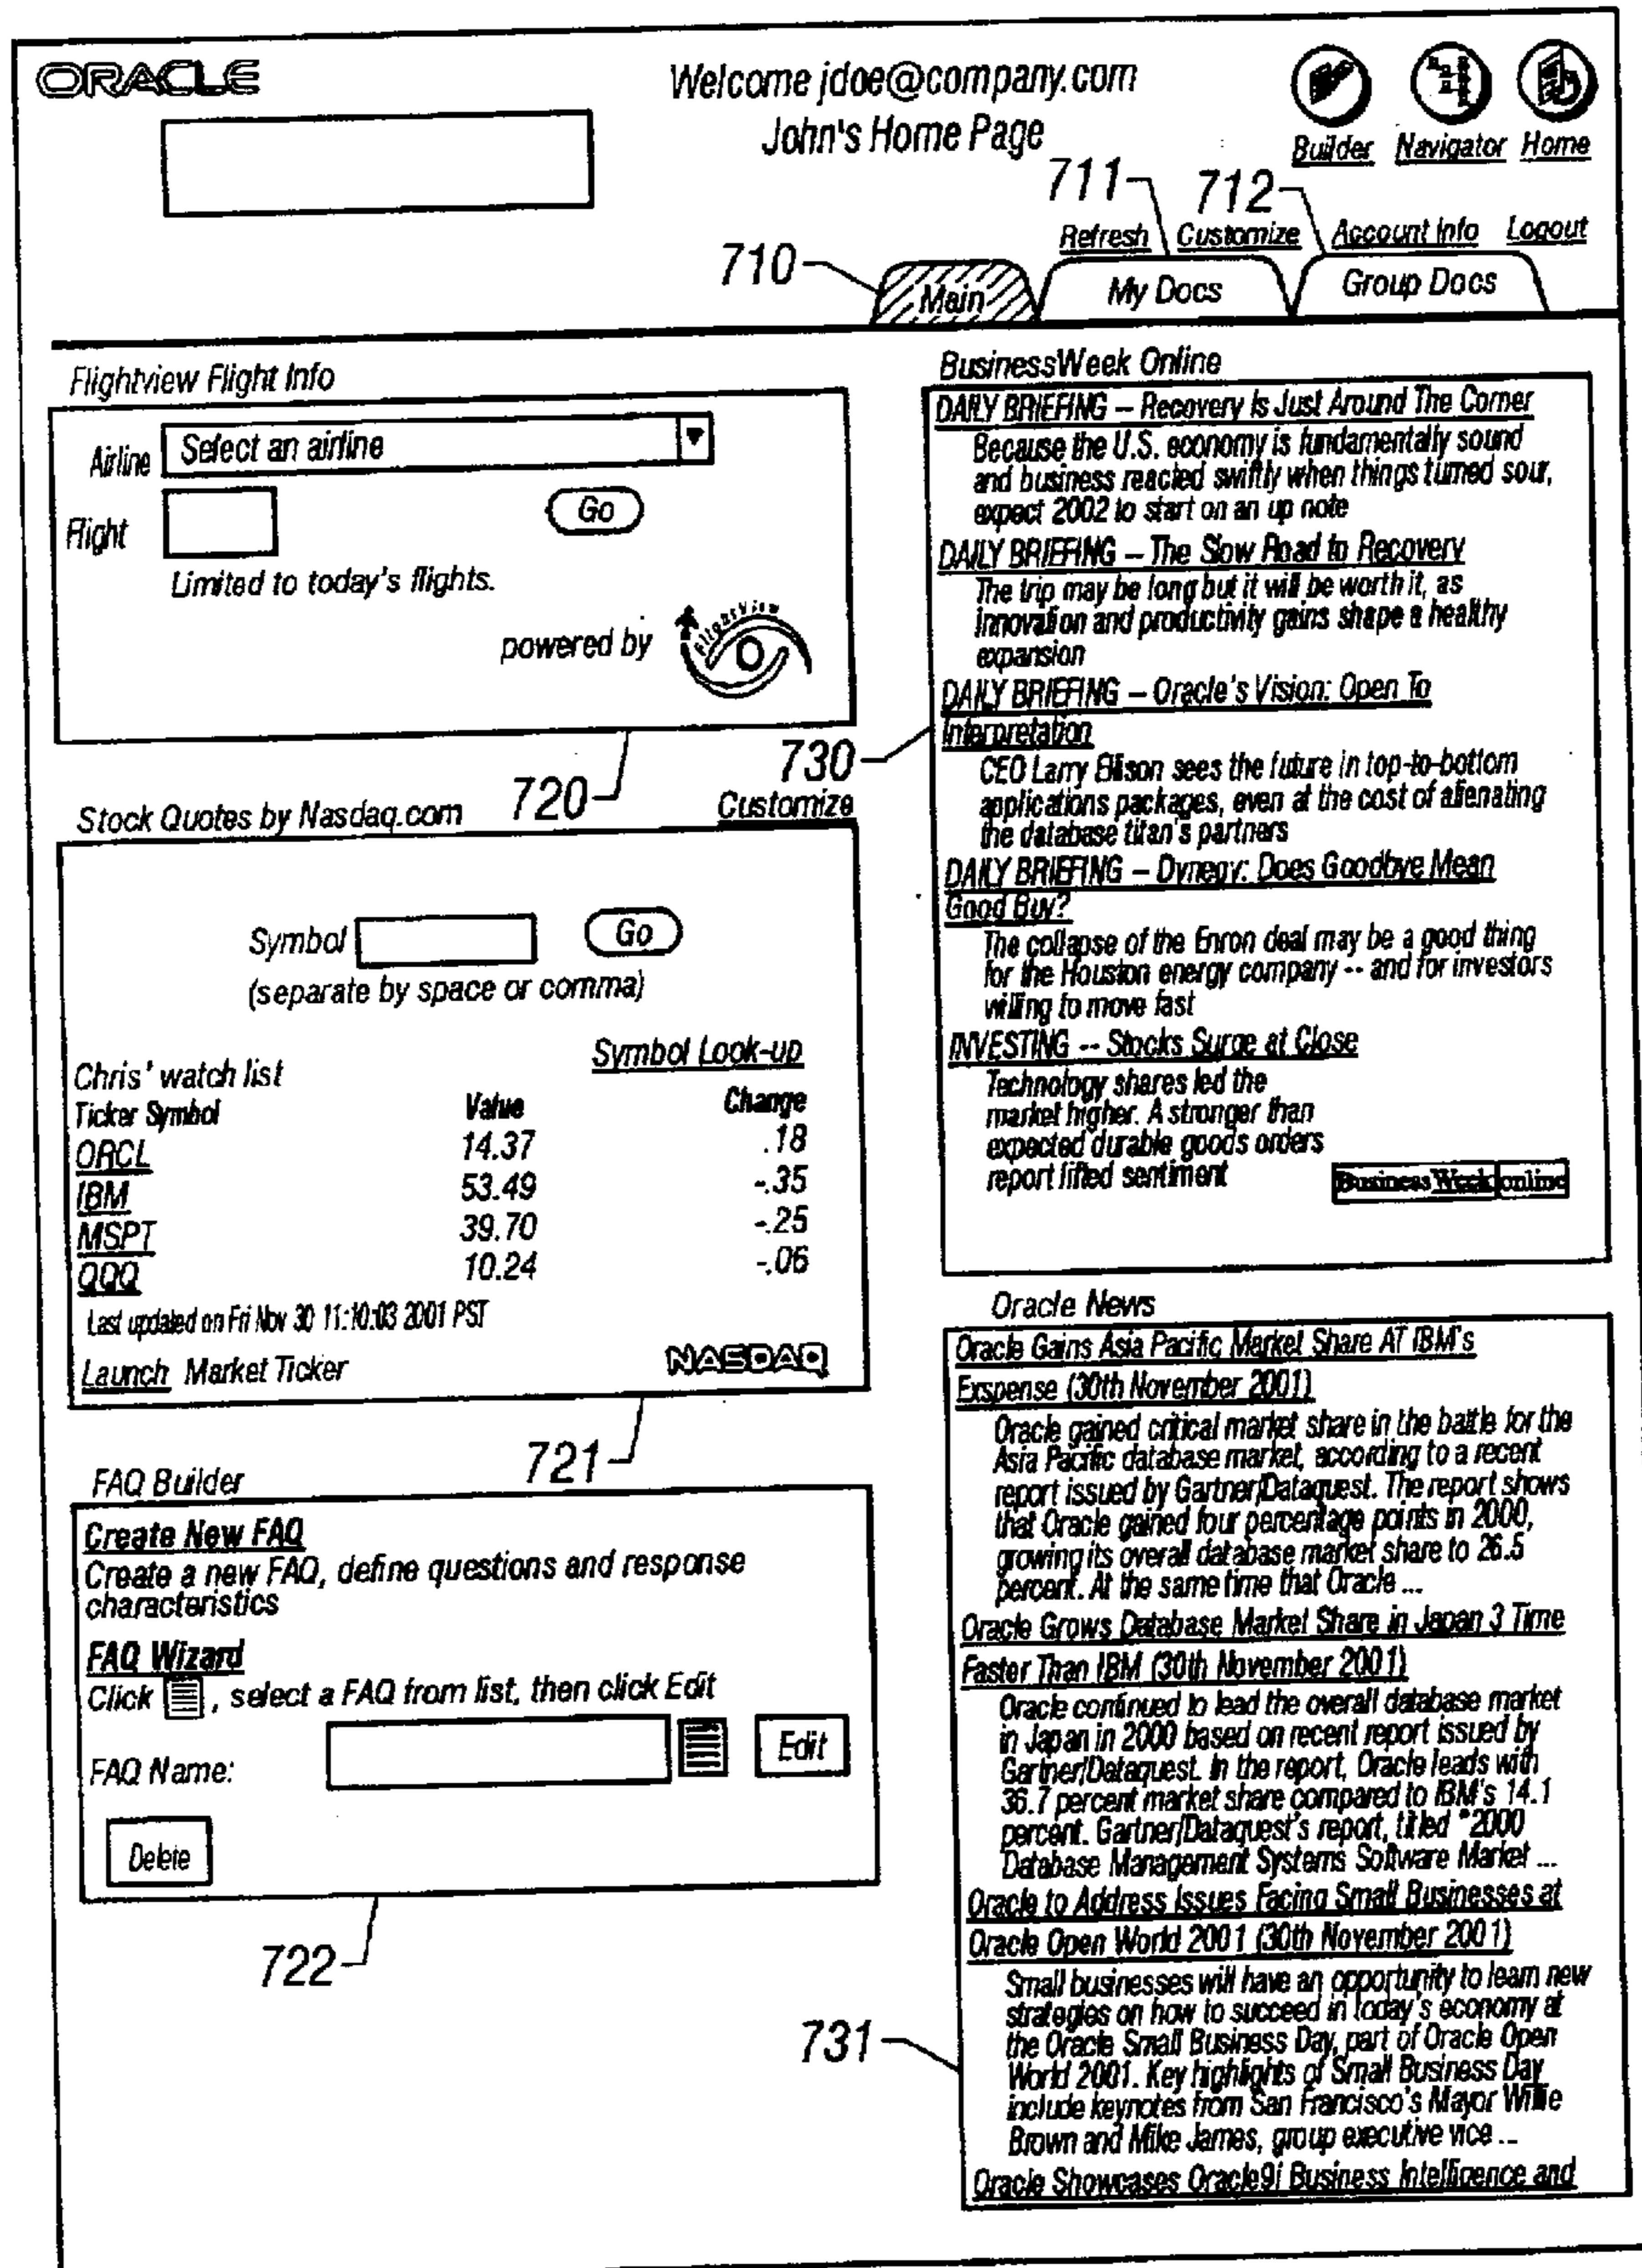 ORACLE
Welcome jdoe@company.com
John's Home Page
Builder Navigator Home
711 712
Refresh Customize Account Info Logout
710
Main My Docs Group Docs
Flightview Flight Info
Airline Select an airline
Flight Go
Limited to today's flights.
powered by FlightView
720
Stock Quotes by Nasdaq.com Customize
Symbol Go
(separate by space or comma)
Symbol Look-up
Chris' watch list
Ticker Symbol Value Change
ORCL 14.37 .18
IBM 53.49 -.35
MSPT 39.70 -.25
QQQ 10.24 -.06
Last updated on Fri Nov 30 11:10:03 2001 PST
Launch Market Ticker NASDAQ
721
FAQ Builder
Create New FAQ
Create a new FAQ, define questions and response
characteristics
FAQ Wizard
Click , select a FAQ from list, then click Edit
FAQ Name: Edit
Delete
722
BusinessWeek Online
DAILY BRIEFING -- Recovery Is Just Around The Corner
Because the U.S. economy is fundamentally sound
and business reacted swiftly when things turned sour,
expect 2002 to start on an up note
DAILY BRIEFING -- The Slow Road to Recovery
The trip may be long but it will be worth it, as
innovation and productivity gains shape a healthy
expansion
DAILY BRIEFING -- Oracle's Vision: Open To
Interpretation
730
CEO Larry Ellison sees the future in top-to-bottom
applications packages, even at the cost of alienating
the database titan's partners
DAILY BRIEFING -- Dynegy: Does Goodbye Mean
Good Buy?
The collapse of the Enron deal may be a good thing
for the Houston energy company -- and for investors
willing to move fast
INVESTING -- Stocks Surge at Close
Technology shares led the
market higher. A stronger than
expected durable goods orders
report lifted sentiment
BusinessWeek online
Oracle News
Oracle Gains Asia Pacific Market Share AT IBM's
Exspense (30th November 2001)
Oracle gained critical market share in the battle for the
Asia Pacific database market, according to a recent
report issued by Gartner/Dataquest. The report shows
that Oracle gained four percentage points in 2000,
growing its overall database market share to 26.5
percent. At the same time that Oracle ...
Oracle Grows Database Market Share in Japan 3 Time
Faster Than IBM (30th November 2001)
Oracle continued to lead the overall database market
in Japan in 2000 based on recent report issued by
Gartner/Dataquest. In the report, Oracle leads with
36.7 percent market share compared to IBM's 14.1
percent. Gartner/Dataquest's report, titled "2000
Database Management Systems Software Market ...
Oracle to Address Issues Facing Small Businesses at
Oracle Open World 2001 (30th November 2001)
Small businesses will have an opportunity to learn new
strategies on how to succeed in today's economy at
the Oracle Small Business Day, part of Oracle Open
World 2001. Key highlights of Small Business Day
include keynotes from San Francisco's Mayor Willie
Brown and Mike James, group executive vice ...
Oracle Showcases Oracle9i Business Intelligence and
731